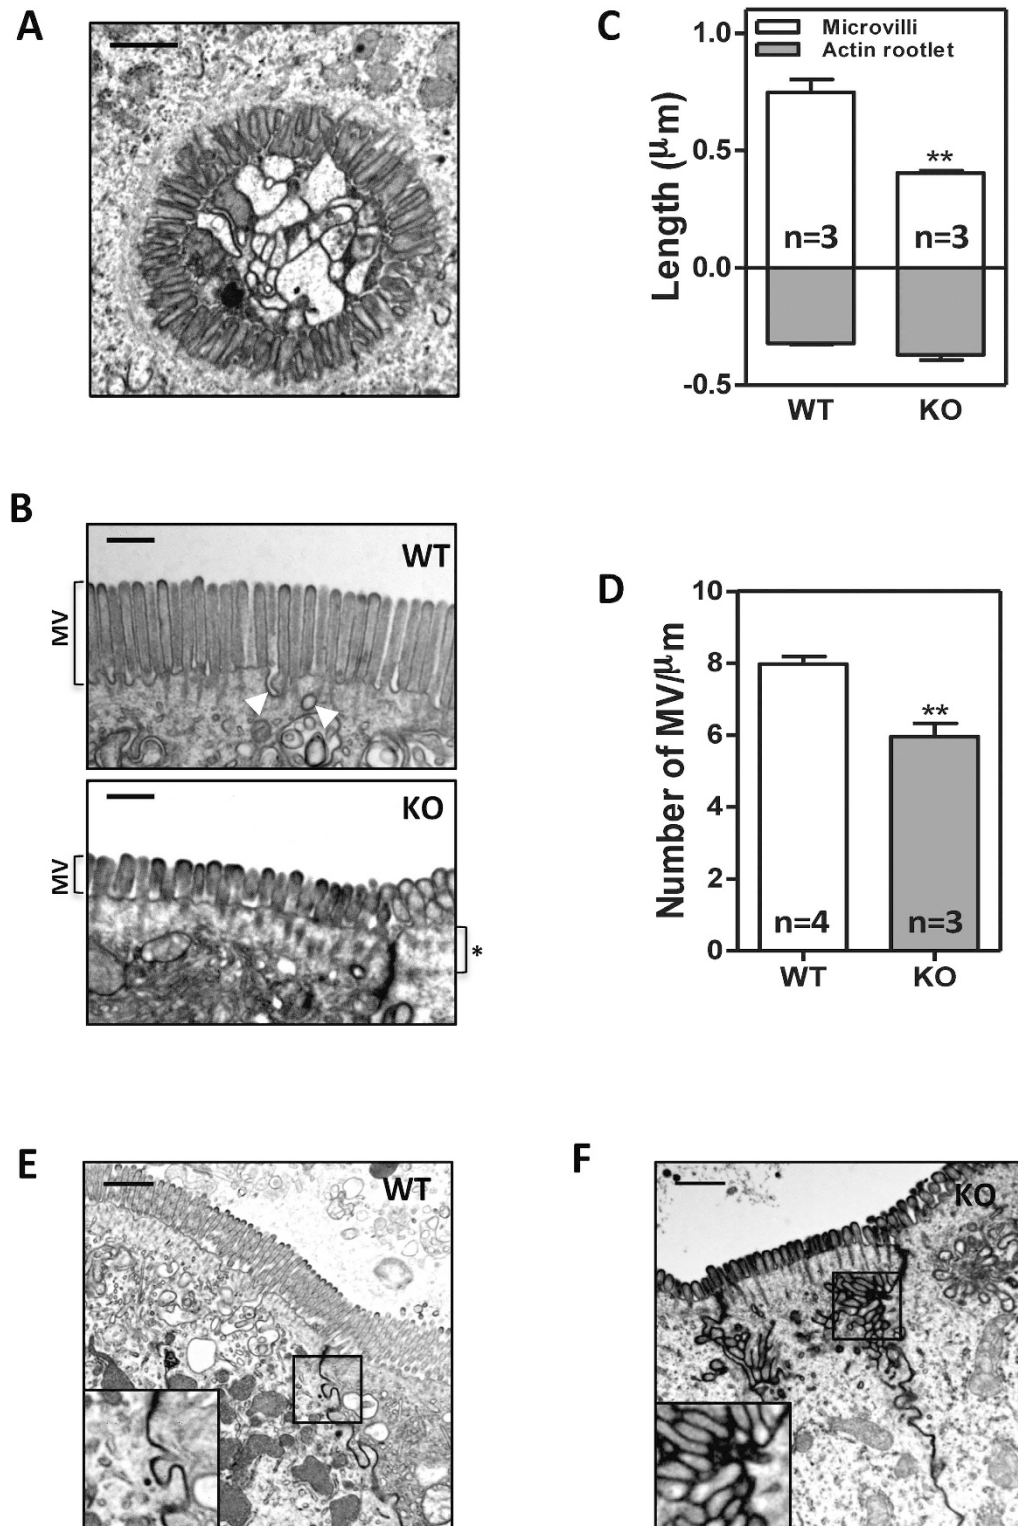 A
C
Microvilli
Actin rootlet
1.0
0.5
0.0
-0.5
Length (μm)
**
n=3
n=3
WT
KO
B
WT
MV
KO
MV
*
D
10
8
6
4
2
0
Number of MV/μm
**
n=4
n=3
WT
KO
E
WT
F
KO